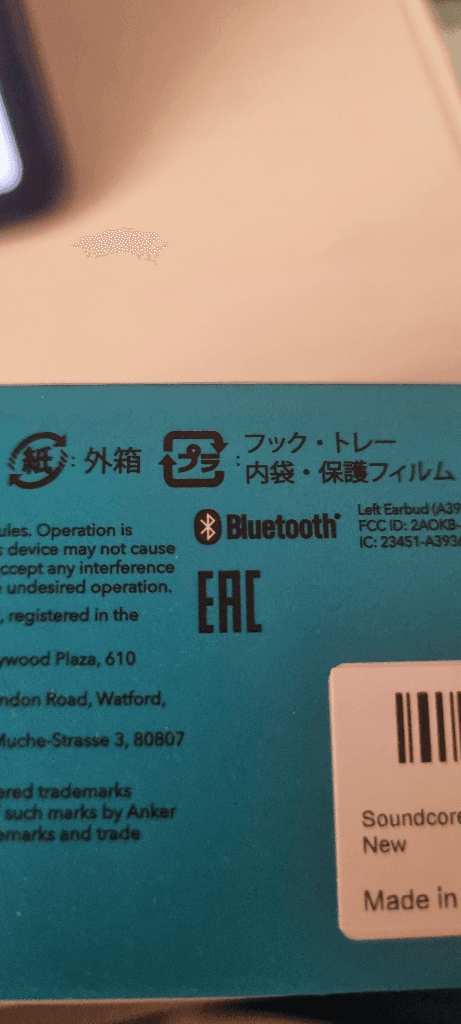 紙 : 外箱
プラ : フック・トレー
内袋・保護フィルム
Bluetooth
Left Earbud (A39
FCC ID: 2AOKB-
IC: 23451-A3936
EAC
ules. Operation is
s device may not cause
ccept any interference
e undesired operation.
, registered in the
ywood Plaza, 610
ndon Road, Watford,
Muche-Strasse 3, 80807
ered trademarks
such marks by Anker
emarks and trade
Soundcore
New
Made in